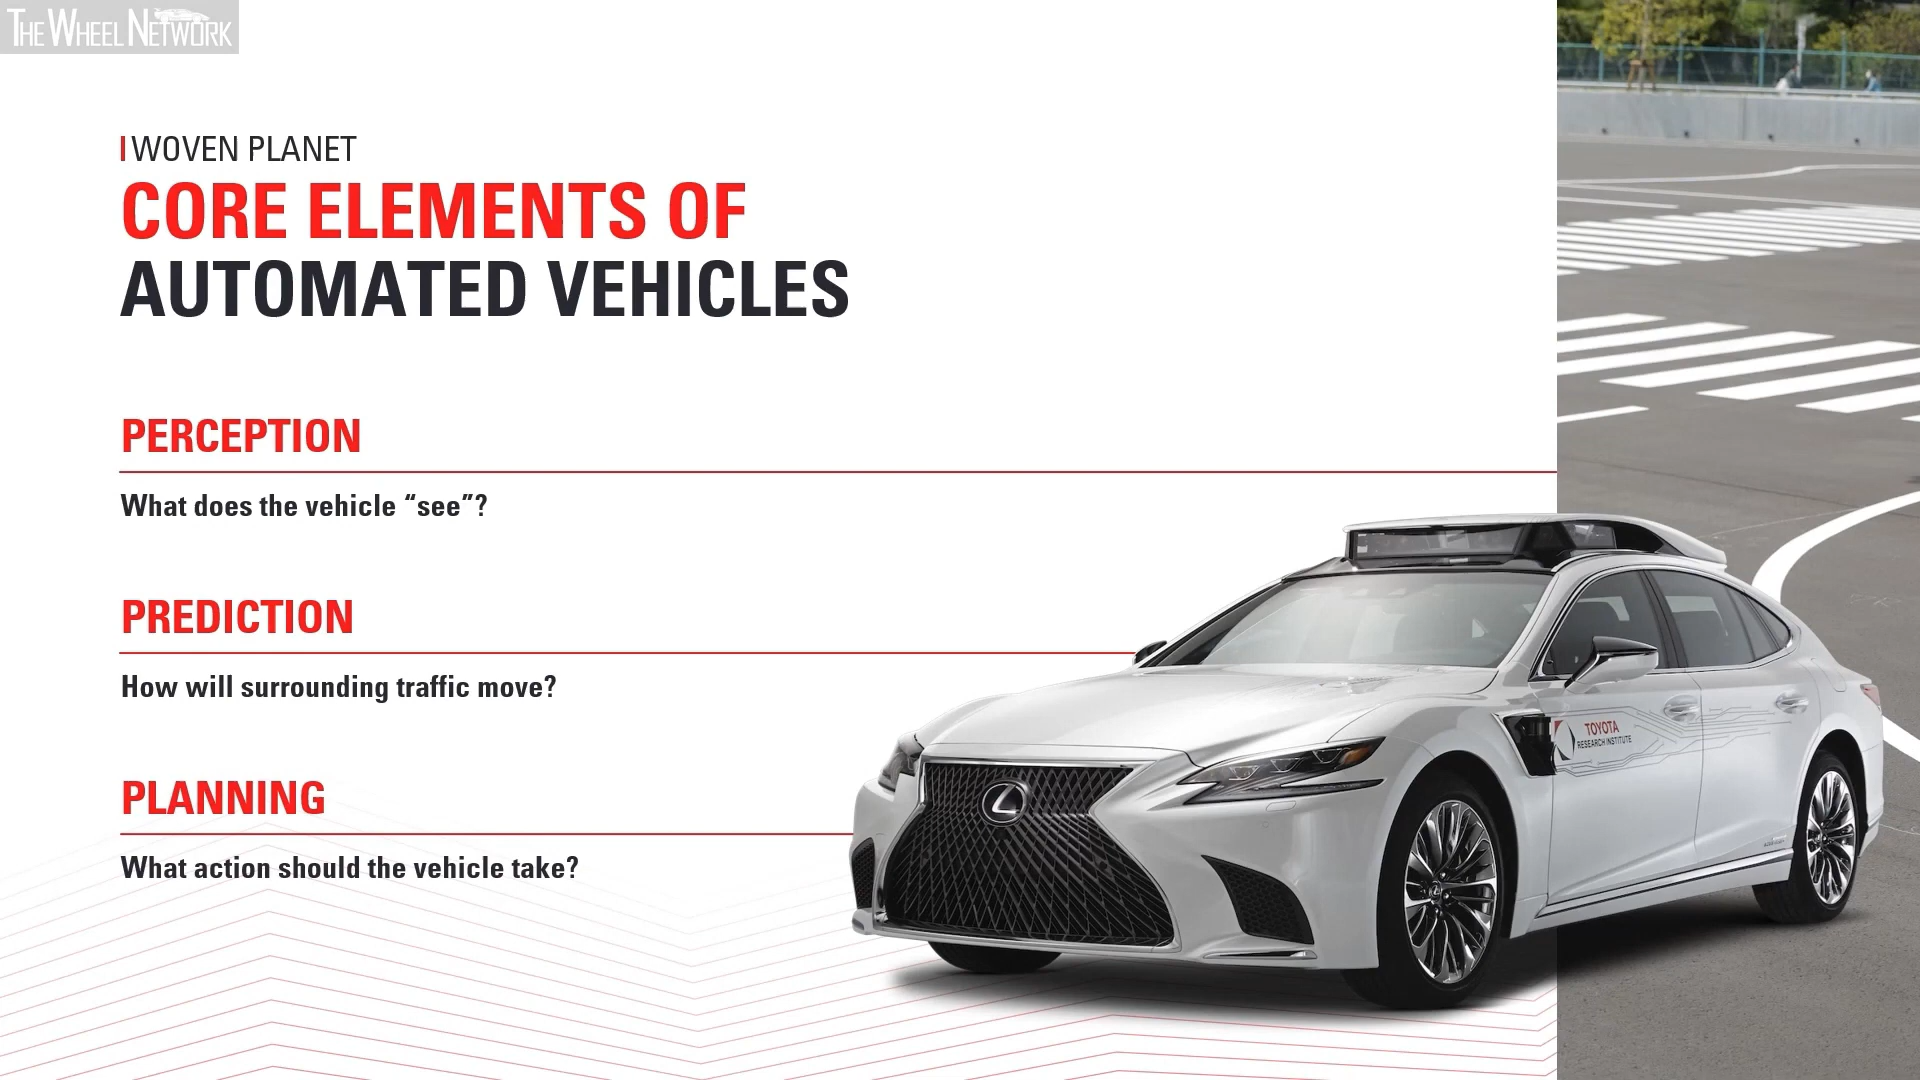 THE WHEEL NETWORK
WOVEN PLANET
CORE ELEMENTS OF
AUTOMATED VEHICLES
PERCEPTION
What does the vehicle “see”?
PREDICTION
How will surrounding traffic move?
PLANNING
What action should the vehicle take?
TOYOTA
RESEARCH INSTITUTE